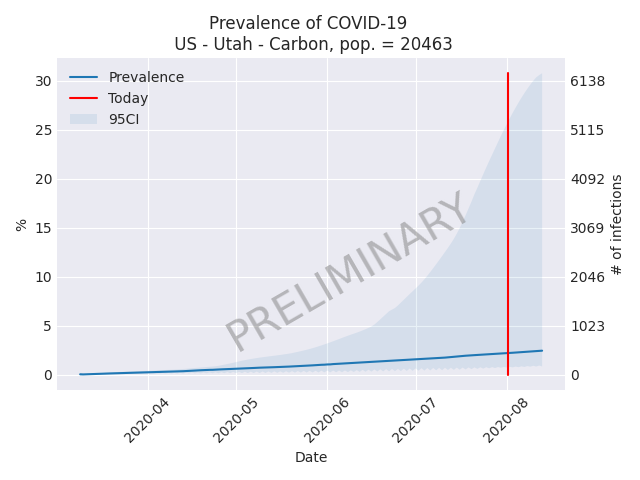 Prevalence of COVID-19
US - Utah - Carbon, pop. = 20463
Prevalence
Today
95CI
30
25
20
15
10
5
0
%
6138
5115
4092
3069
2046
1023
0
# of infections
PRELIMINARY
2020-04
2020-05
2020-06
2020-07
2020-08
Date